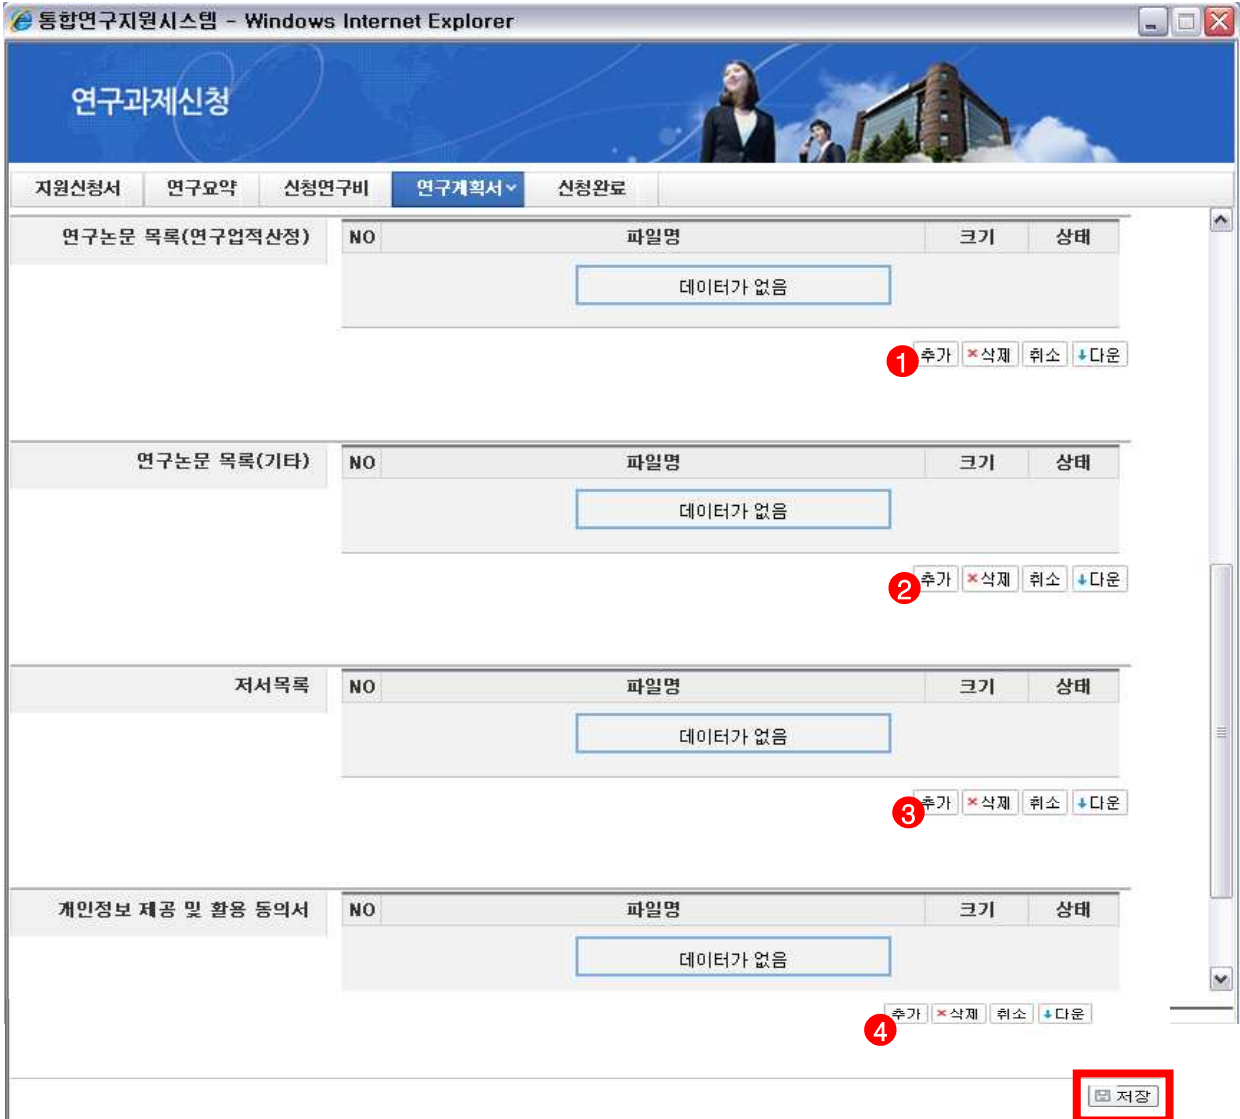 통합연구지원시스템 - Windows Internet Explorer
연구과제신청
지원신청서 연구요약 신청연구비 연구계획서 신청완료
연구논문 목록(연구업적산정) NO 파일명 크기 상태
데이터가 없음
1 추가 삭제 취소 다운
연구논문 목록(기타) NO 파일명 크기 상태
데이터가 없음
2 추가 삭제 취소 다운
저서목록 NO 파일명 크기 상태
데이터가 없음
3 추가 삭제 취소 다운
개인정보 제공 및 활용 동의서 NO 파일명 크기 상태
데이터가 없음
4 추가 삭제 취소 다운
저장